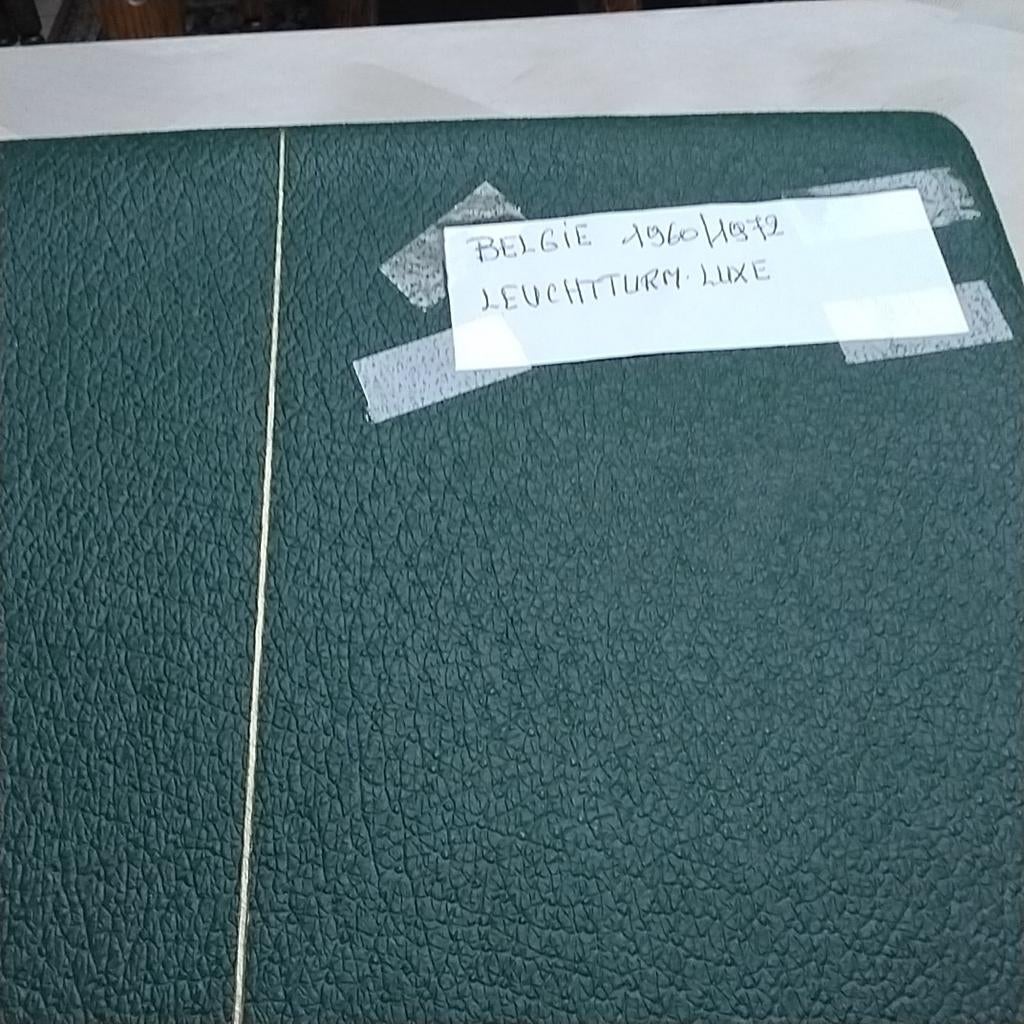 BELGIE 1960/1972
LEUCHTTURM. LUXE